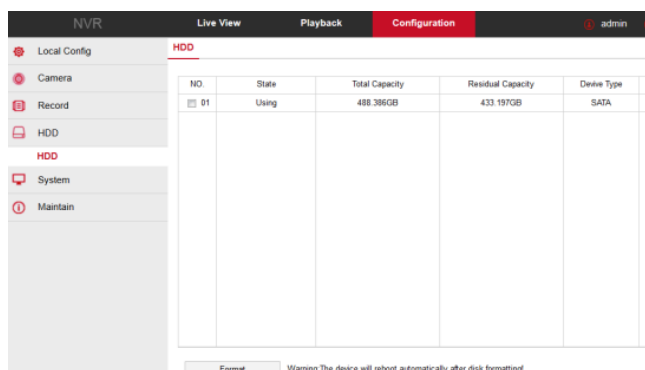 NVR Live View Playback Configuration admin
Local Config
Camera
Record
HDD
HDD
System
Maintain
HDD
NO. State Total Capacity Residual Capacity Devive Type
01 Using 488.386GB 433.197GB SATA
Format Warning:The device will reboot automatically after disk formatting!